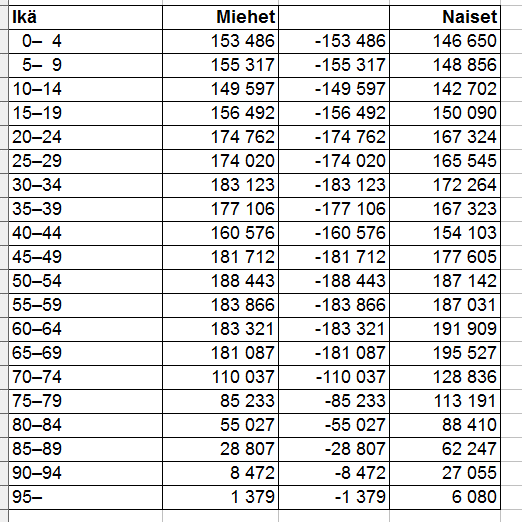 Ikä Miehet Naiset
0– 4 153 486 -153 486 146 650
5– 9 155 317 -155 317 148 856
10–14 149 597 -149 597 142 702
15–19 156 492 -156 492 150 090
20–24 174 762 -174 762 167 324
25–29 174 020 -174 020 165 545
30–34 183 123 -183 123 172 264
35–39 177 106 -177 106 167 323
40–44 160 576 -160 576 154 103
45–49 181 712 -181 712 177 605
50–54 188 443 -188 443 187 142
55–59 183 866 -183 866 187 031
60–64 183 321 -183 321 191 909
65–69 181 087 -181 087 195 527
70–74 110 037 -110 037 128 836
75–79 85 233 -85 233 113 191
80–84 55 027 -55 027 88 410
85–89 28 807 -28 807 62 247
90–94 8 472 -8 472 27 055
95– 1 379 -1 379 6 080